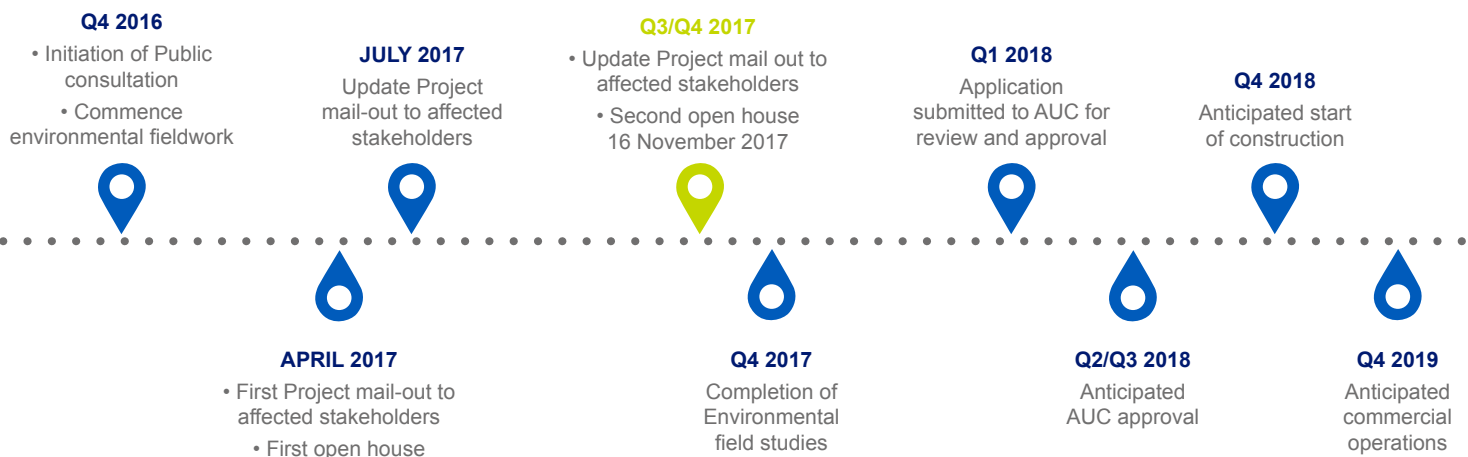 Q4 2016
• Initiation of Public
consultation
• Commence
environmental fieldwork
APRIL 2017
• First Project mail-out to
affected stakeholders
• First open house
JULY 2017
Update Project
mail-out to affected
stakeholders
Q3/Q4 2017
• Update Project mail out to
affected stakeholders
• Second open house
16 November 2017
Q4 2017
Completion of
Environmental
field studies
Q1 2018
Application
submitted to AUC for
review and approval
Q2/Q3 2018
Anticipated
AUC approval
Q4 2018
Anticipated start
of construction
Q4 2019
Anticipated
commercial
operations